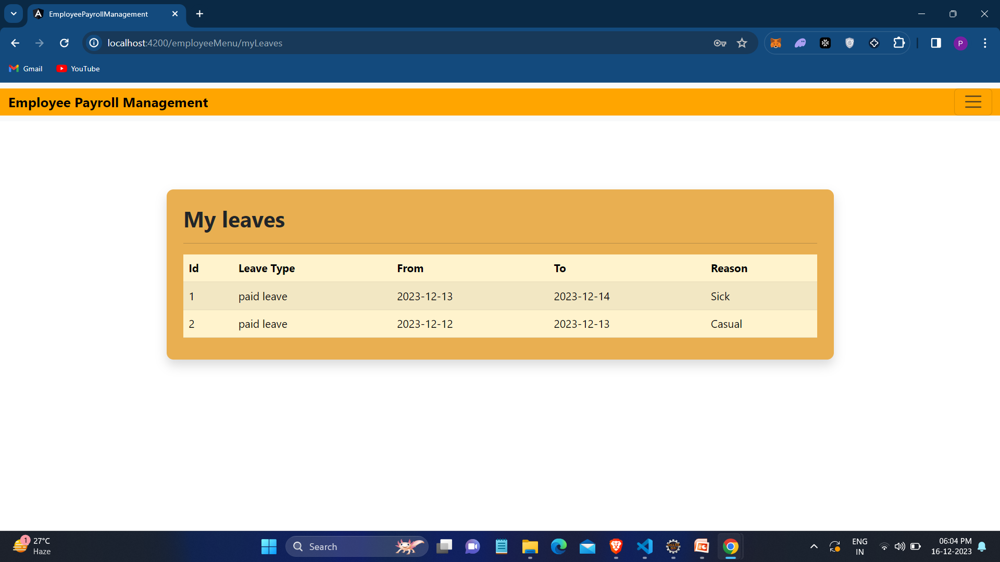 EmployeePayrollManagement
localhost:4200/employeeMenu/myLeaves
P
Gmail YouTube
Employee Payroll Management
My leaves
Id Leave Type From To Reason
1 paid leave 2023-12-13 2023-12-14 Sick
2 paid leave 2023-12-12 2023-12-13 Casual
1 27°C
Haze
Search
ENG
IN
06:04 PM
16-12-2023